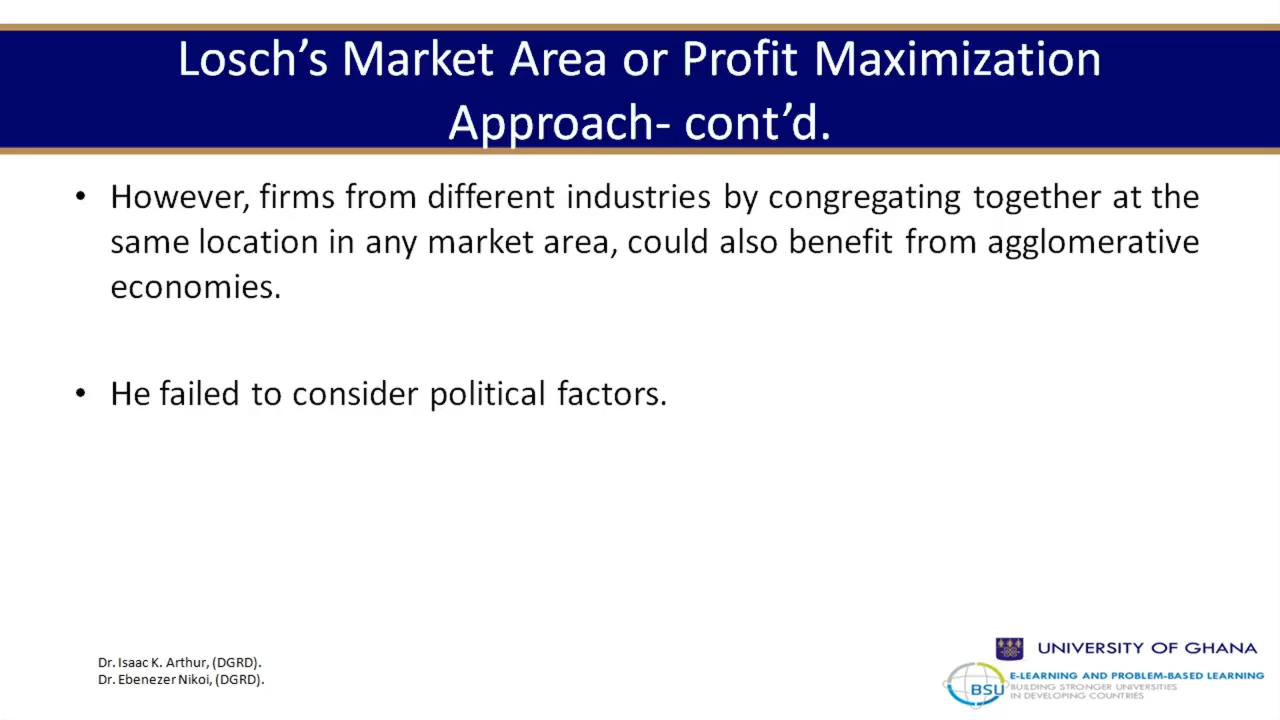 Losch’s Market Area or Profit Maximization
Approach- cont’d.
• However, firms from different industries by congregating together at the
same location in any market area, could also benefit from agglomerative
economies.
• He failed to consider political factors.
Dr. Isaac K. Arthur, (DGRD).
Dr. Ebenezer Nikoi, (DGRD).
UNIVERSITY OF GHANA
BSU
E-LEARNING AND PROBLEM-BASED LEARNING
BUILDING STRONGER UNIVERSITIES
IN DEVELOPING COUNTRIES